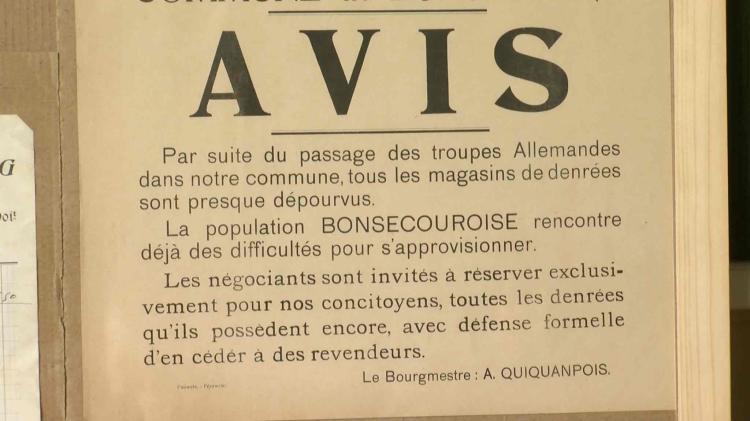 COMMUNE
AVIS
Par suite du passage des troupes Allemandes
dans notre commune, tous les magasins de denrées
sont presque dépourvus.
La population BONSECOUROISE rencontre
déjà des difficultés pour s'approvisionner.
Les négociants sont invités à réserver exclusi-
vement pour nos concitoyens, toutes les denrées
qu'ils possèdent encore, avec défense formelle
d'en cédér à des revendeurs.
Le Bourgmestre : A. QUIQUANPOIS.